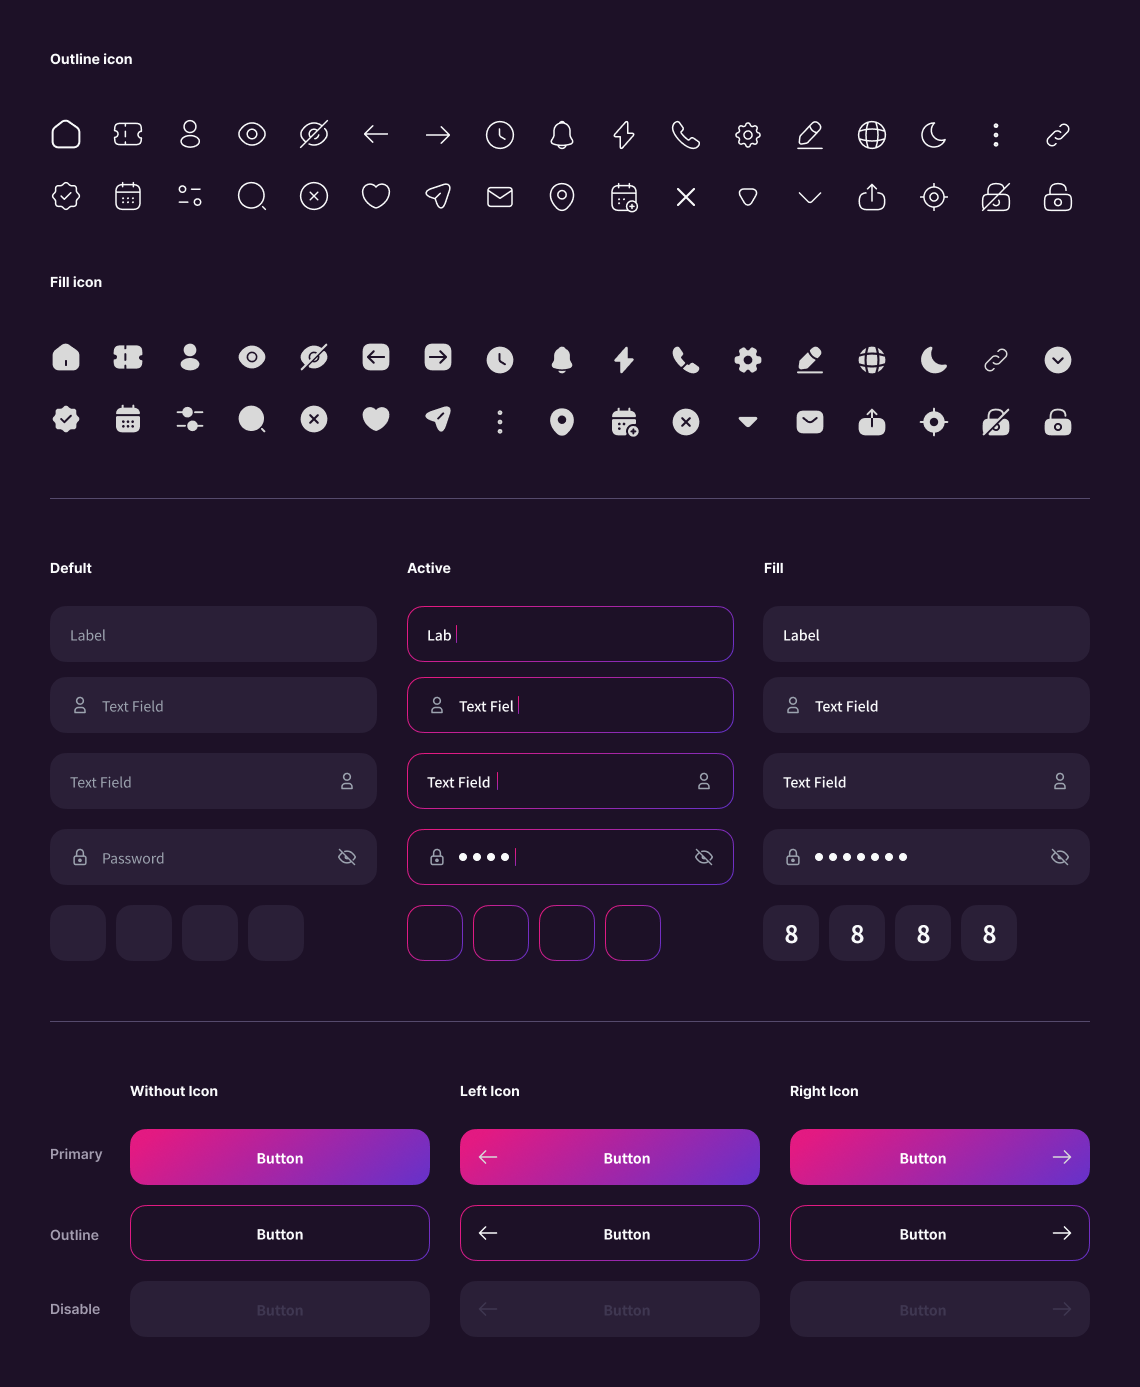 Outline icon
Fill icon
Defult Active Fill
Label Lab Label
Text Field Text Fiel Text Field
Text Field Text Field Text Field
Password
8 8 8 8
Without Icon Left Icon Right Icon
Primary Button Button Button
Outline Button Button Button
Disable Button Button Button